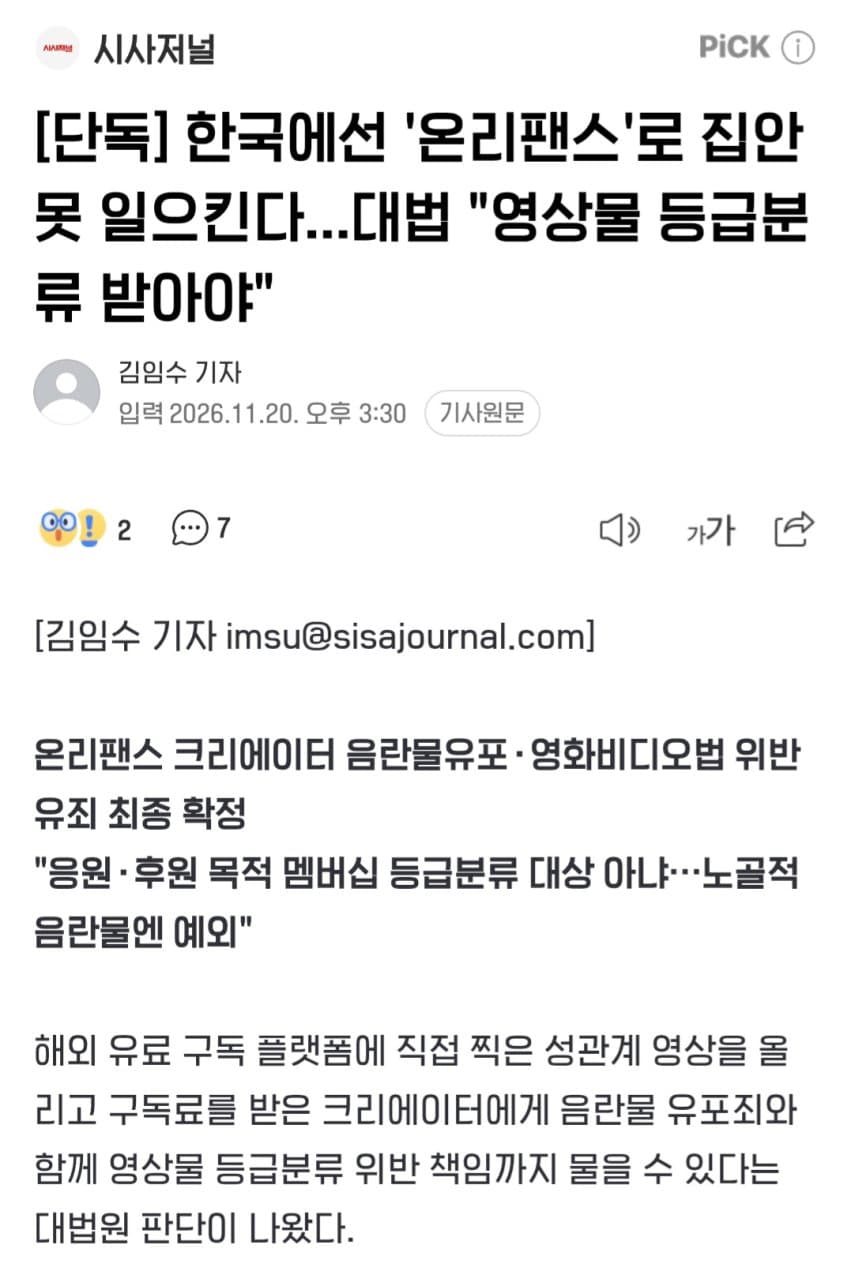 시사저널
시사저널
PiCK
[단독] 한국에선 '온리팬스'로 집안
못 일으킨다...대법 "영상물 등급분
류 받아야"
김임수 기자
입력 2026.11.20. 오후 3:30
기사원문
2
7
가가
[김임수 기자 imsu@sisajournal.com]
온리팬스 크리에이터 음란물유포·영화비디오법 위반
유죄 최종 확정
"응원·후원 목적 멤버십 등급분류 대상 아냐…노골적
음란물엔 예외"
해외 유료 구독 플랫폼에 직접 찍은 성관계 영상을 올
리고 구독료를 받은 크리에이터에게 음란물 유포죄와
함께 영상물 등급분류 위반 책임까지 물을 수 있다는
대법원 판단이 나왔다.